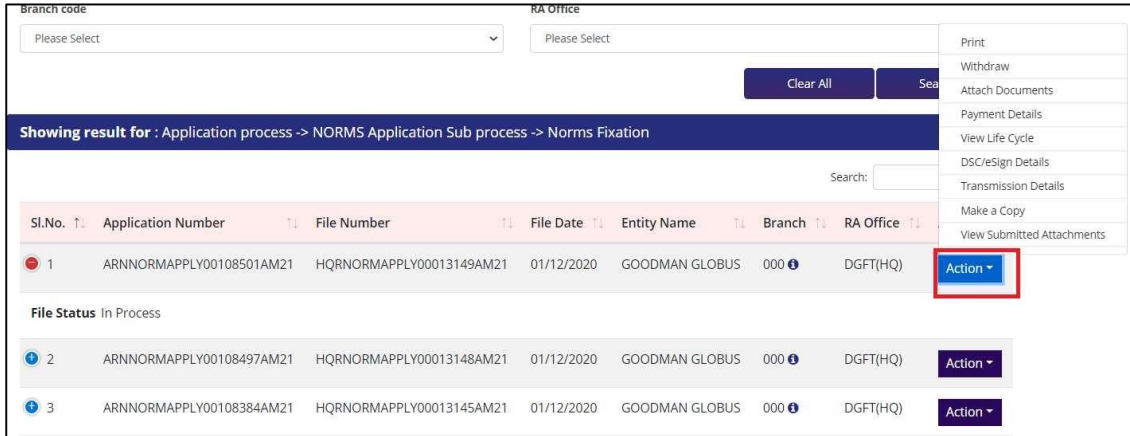 Branch code
RA Office
Please Select
Please Select
Print
Withdraw
Attach Documents
Payment Details
View Life Cycle
DSC/eSign Details
Transmission Details
Make a Copy
View Submitted Attachments
Clear All
Sea
Showing result for : Application process -> NORMS Application Sub process -> Norms Fixation
Search:
Sl.No. Application Number File Number File Date Entity Name Branch RA Office
1 ARNNORMAPPLY00108501AM21 HQRNORMAPPLY00013149AM21 01/12/2020 GOODMAN GLOBUS 000 DGFT(HQ) Action
File Status In Process
2 ARNNORMAPPLY00108497AM21 HQRNORMAPPLY00013148AM21 01/12/2020 GOODMAN GLOBUS 000 DGFT(HQ) Action
3 ARNNORMAPPLY00108384AM21 HQRNORMAPPLY00013145AM21 01/12/2020 GOODMAN GLOBUS 000 DGFT(HQ) Action